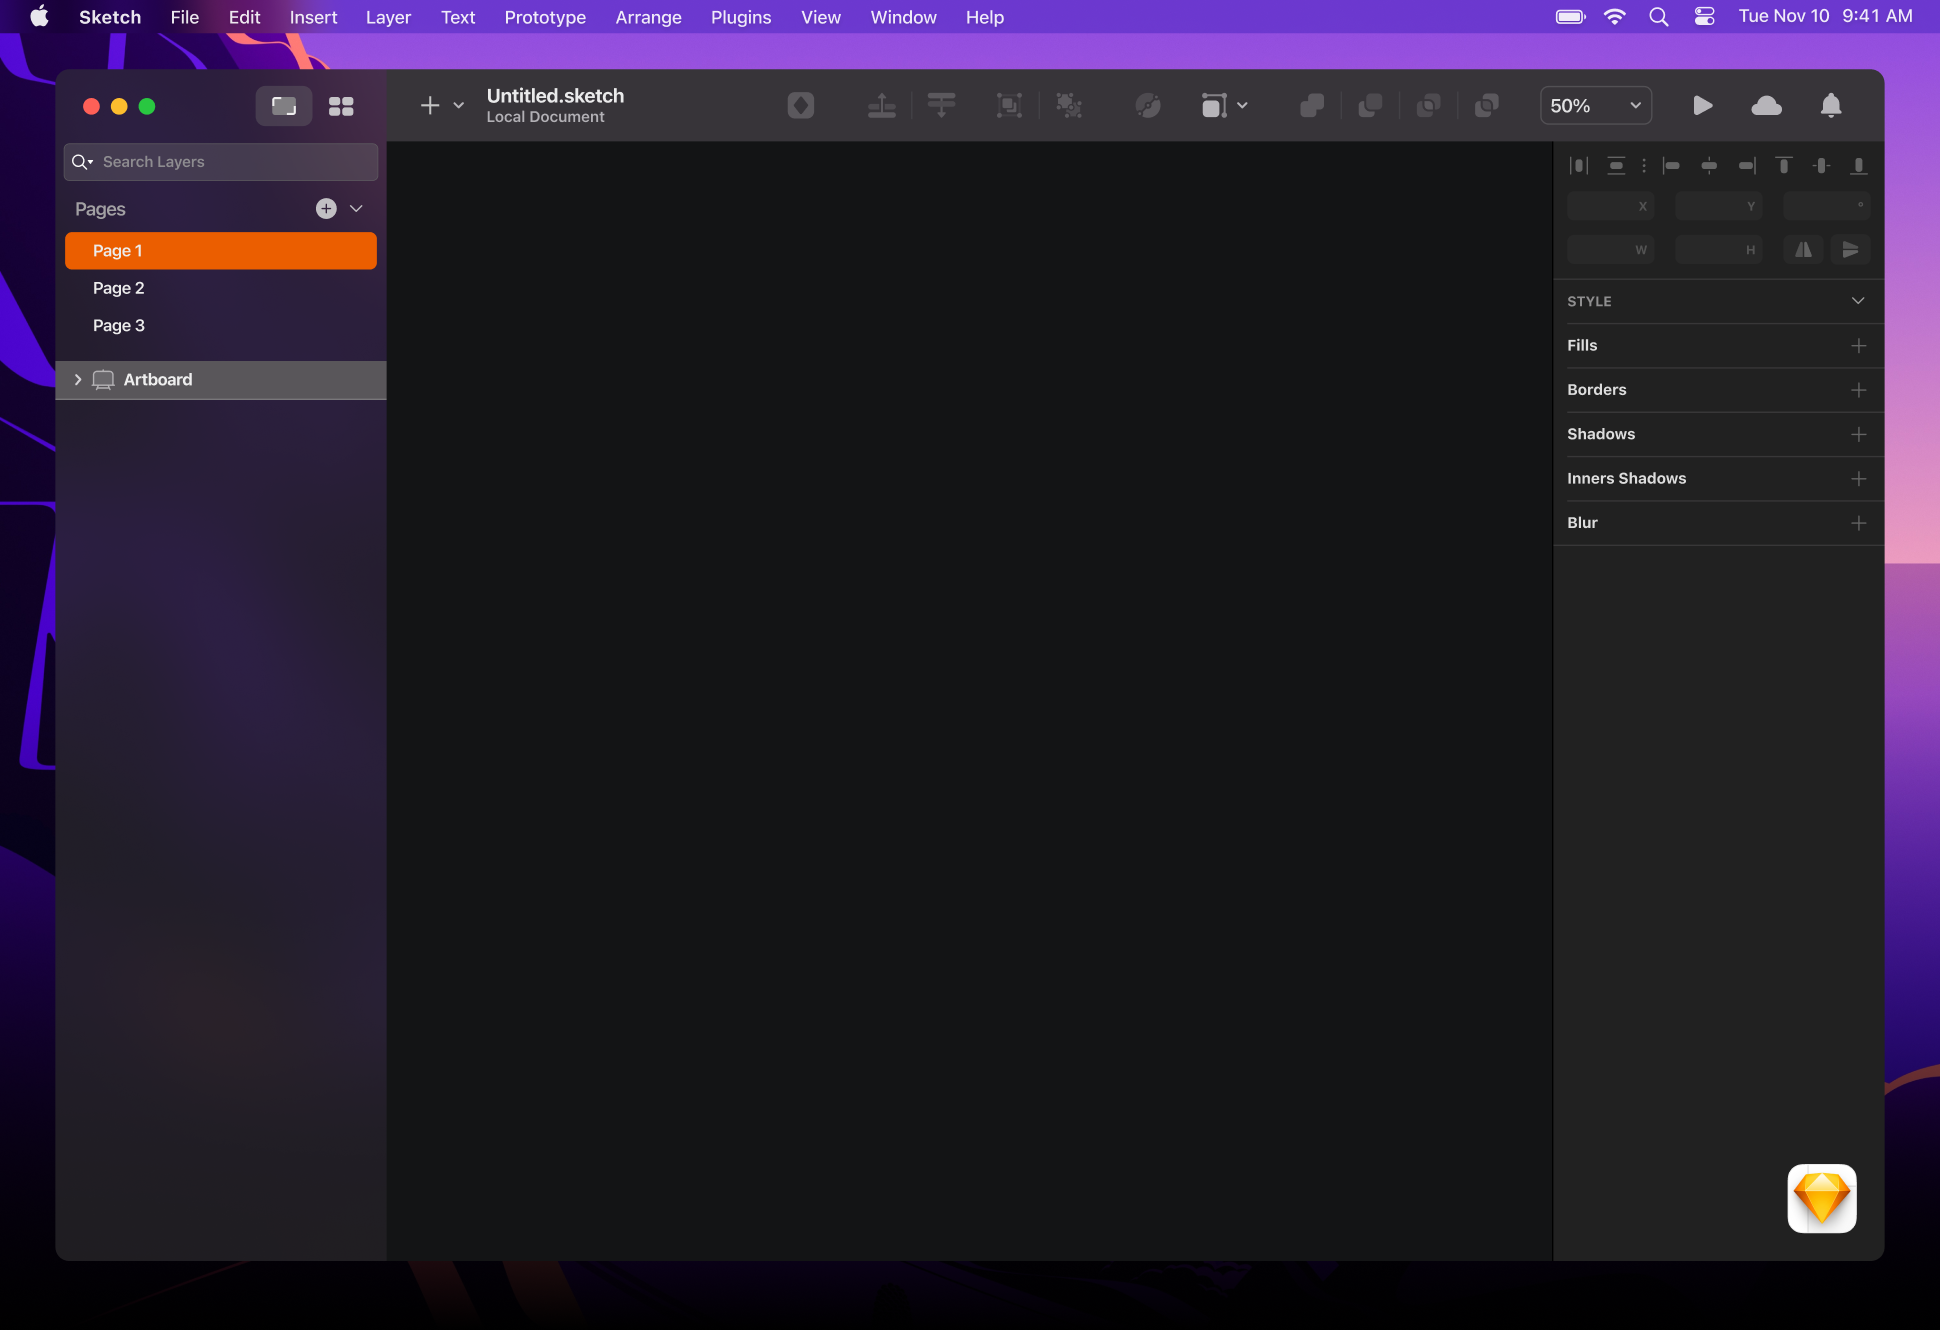 Sketch File Edit Insert Layer Text Prototype Arrange Plugins View Window Help Tue Nov 10 9:41 AM
Untitled.sketch
Local Document
50%
Search Layers
Pages
Page 1
Page 2
Page 3
Artboard
X Y °
W H
STYLE
Fills
Borders
Shadows
Inners Shadows
Blur